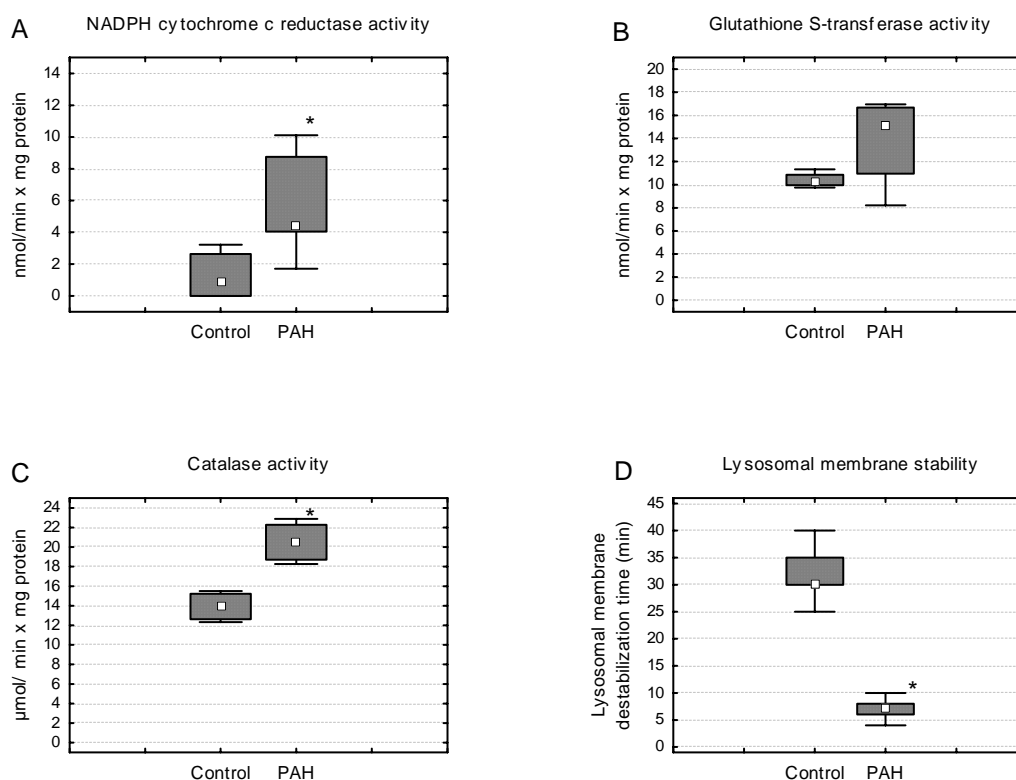 A
NADPH cytochrome c reductase activity
nmol/min x mg protein
14
12
10
8
6
4
2
0
*
Control PAH
B
Glutathione S-transferase activity
nmol/min x mg protein
20
18
16
14
12
10
8
6
4
2
0
Control PAH
C
Catalase activity
µmol/ min x mg protein
24
22
20
18
16
14
12
10
8
6
4
2
0
*
Control PAH
D
Lysosomal membrane stability
Lysosomal membrane
destabilization time (min)
45
40
35
30
25
20
15
10
5
0
*
Control PAH